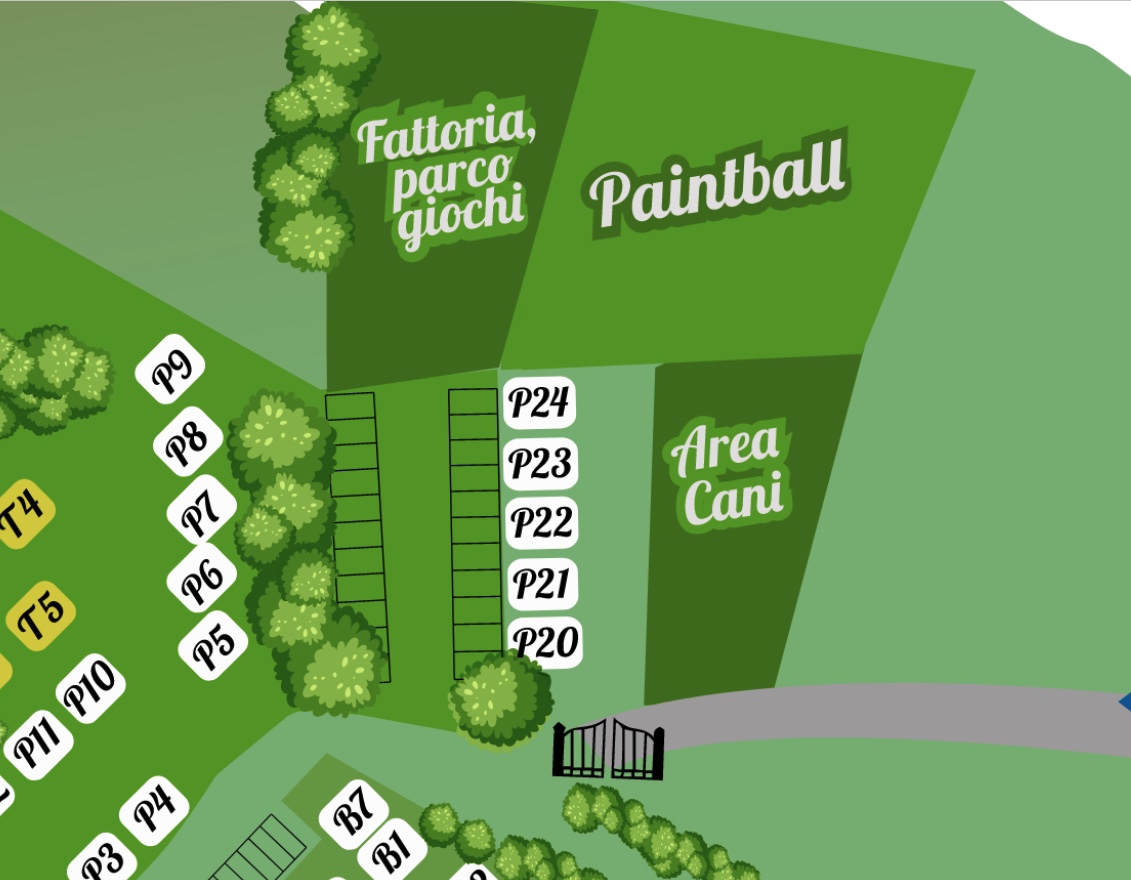 Fattoria,
parco
giochi
Paintball
P9
P24
P8
Area
Cani
P23
T4
P7
P22
P6
P21
T5
P5
P20
P10
P11
P4
B7
P3
B1